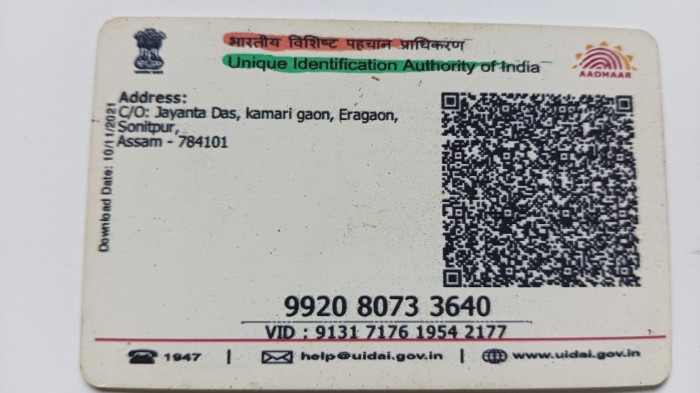 भारतीय विशिष्ट पहचान प्राधिकरण
Unique Identification Authority of India
AADHAAR
Address:
C/O: Jayanta Das, kamari gaon, Eragaon,
Sonitpur,
Assam - 784101
Download Date: 10/11/2021
9920 8073 3640
VID : 9131 7176 1954 2177
1947 | help@uidai.gov.in | www.uidai.gov.in